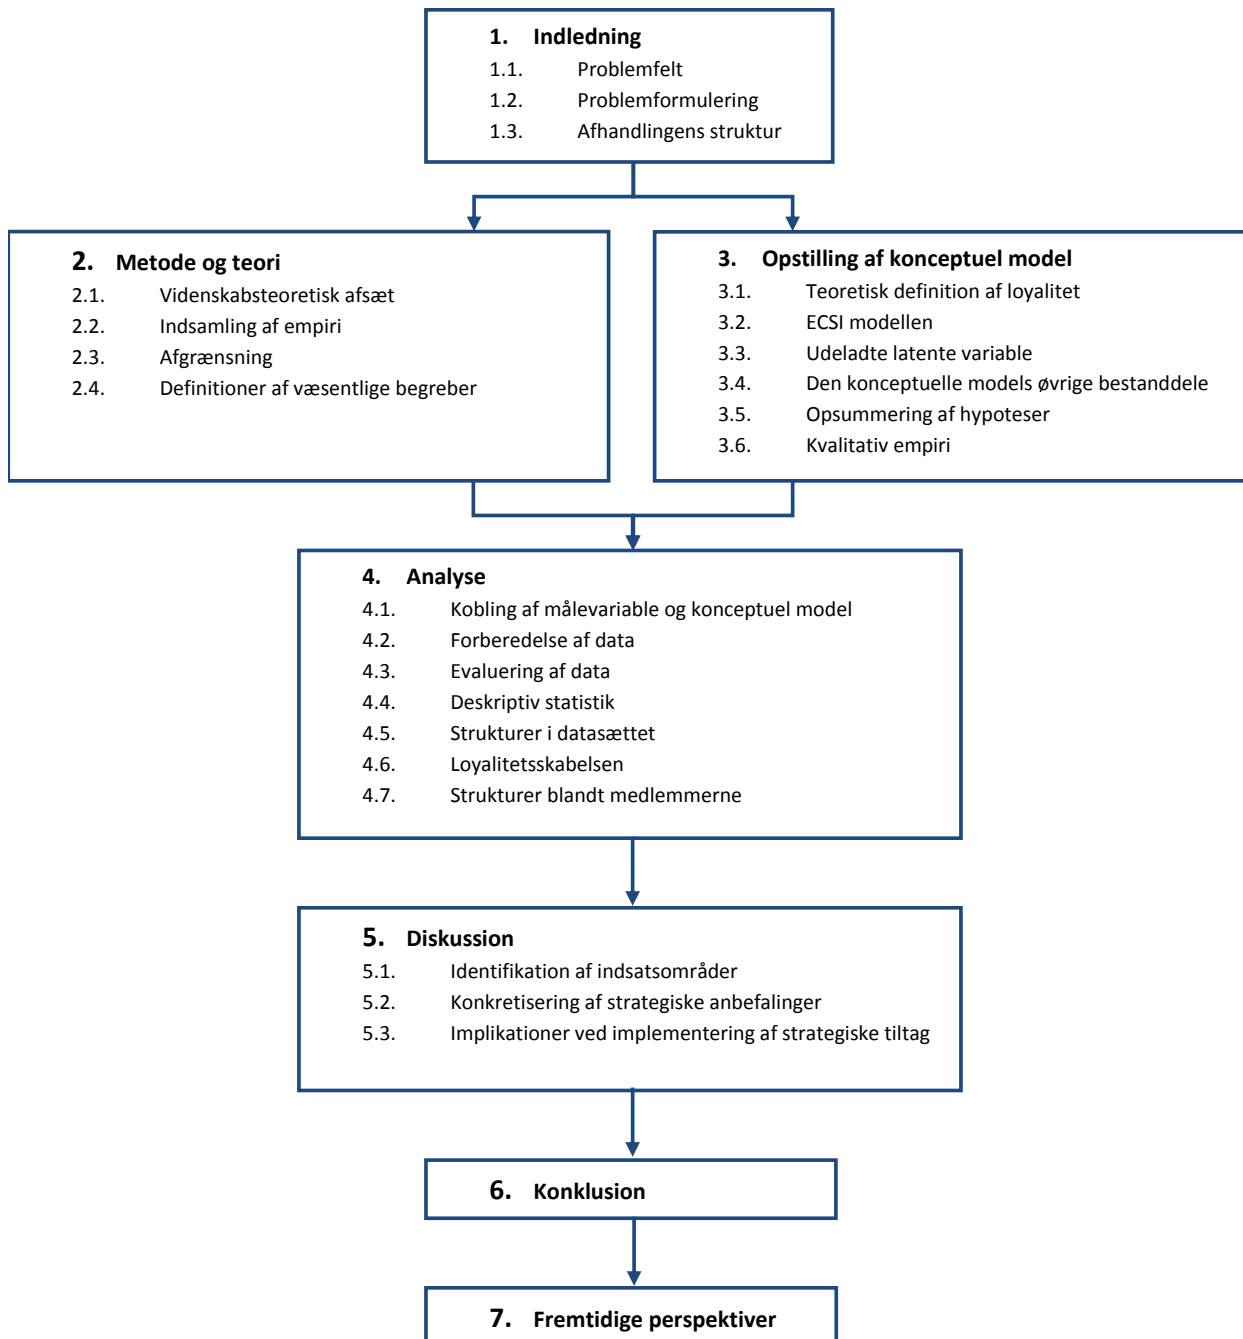 1. Indledning
1.1. Problemfelt
1.2. Problemformulering
1.3. Afhandlingens struktur
2. Metode og teori
2.1. Videnskabsteoretisk afsæt
2.2. Indsamling af empiri
2.3. Afgrænsning
2.4. Definitioner af væsentlige begreber
3. Opstilling af konceptuel model
3.1. Teoretisk definition af loyalitet
3.2. ECSI modellen
3.3. Udeladte latente variable
3.4. Den konceptuelle models øvrige bestanddele
3.5. Opsummering af hypoteser
3.6. Kvalitativ empiri
4. Analyse
4.1. Kobling af målevariable og konceptuel model
4.2. Forberedelse af data
4.3. Evaluering af data
4.4. Deskriptiv statistik
4.5. Strukturer i datasættet
4.6. Loyalitetsskabelsen
4.7. Strukturer blandt medlemmerne
5. Diskussion
5.1. Identifikation af indsatsområder
5.2. Konkretisering af strategiske anbefalinger
5.3. Implikationer ved implementering af strategiske tiltag
6. Konklusion
7. Fremtidige perspektiver